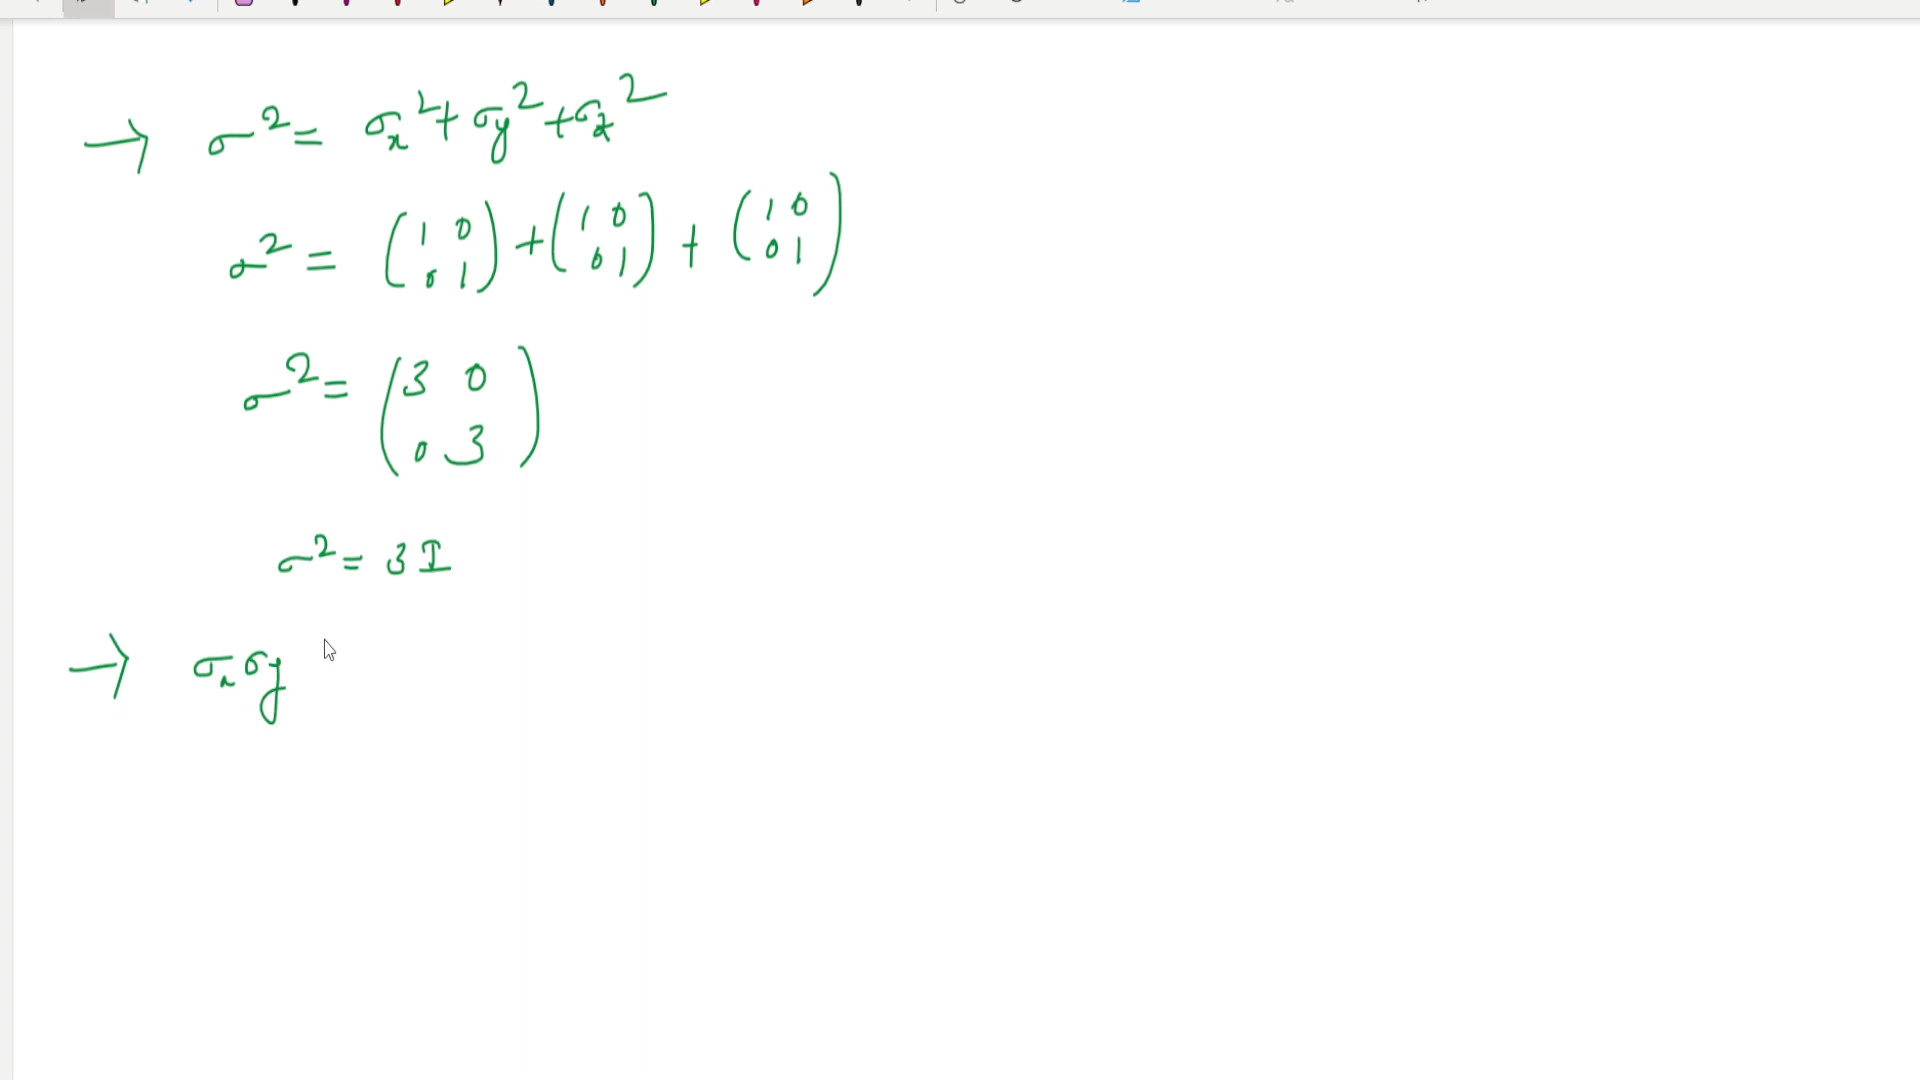 → σ² = σₓ² + σy² + σz²
σ² = (1 0 0 1) + (1 0 0 1) + (1 0 0 1)
σ² = (3 0 0 3)
σ² = 3 I
→ σₓ σy